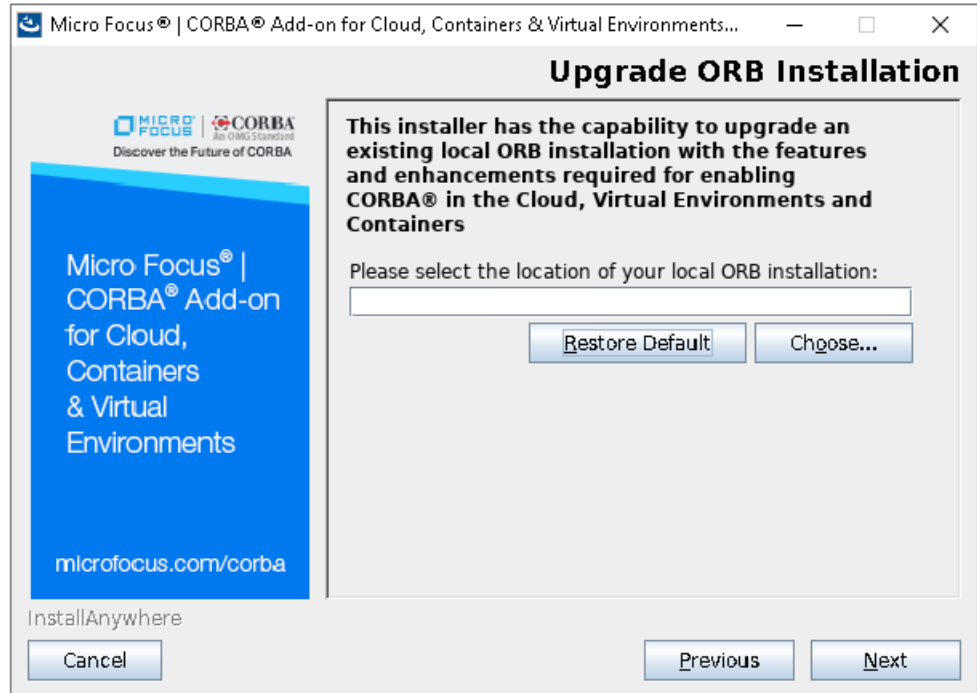 Micro Focus® | CORBA® Add-on for Cloud, Containers & Virtual Environments...
Upgrade ORB Installation
MICRO FOCUS | CORBA
An OMG Standard
Discover the Future of CORBA
Micro Focus® |
CORBA® Add-on
for Cloud,
Containers
& Virtual
Environments
microfocus.com/corba
This installer has the capability to upgrade an
existing local ORB installation with the features
and enhancements required for enabling
CORBA® in the Cloud, Virtual Environments and
Containers
Please select the location of your local ORB installation:
Restore Default
Choose...
InstallAnywhere
Cancel
Previous
Next